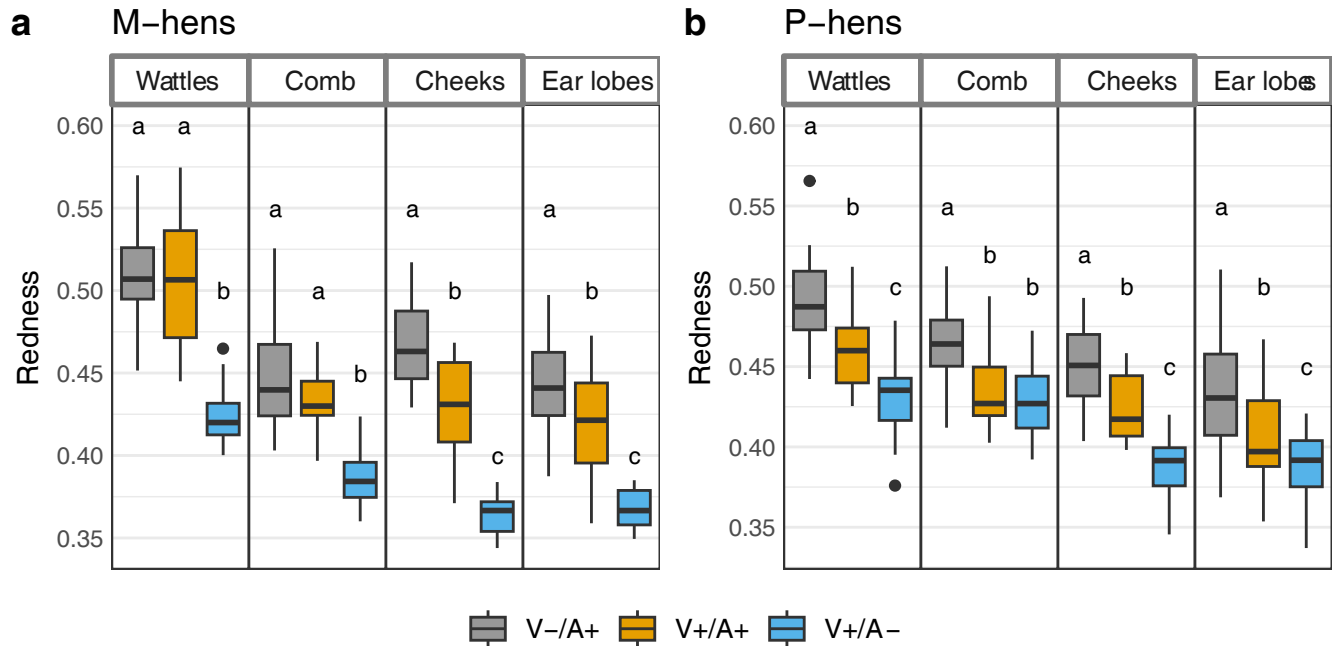 a M−hens
Wattles Comb Cheeks Ear lobes
0.60 a a
0.55 a a a
0.50 b a b b
0.45 b
0.40 c c
0.35
Redness
b P−hens
Wattles Comb Cheeks Ear lobes
0.60 a
0.55 b a a
a b
0.50 c b b b
0.45 c c
0.40
0.35
Redness
V−/A+ V+/A+ V+/A−